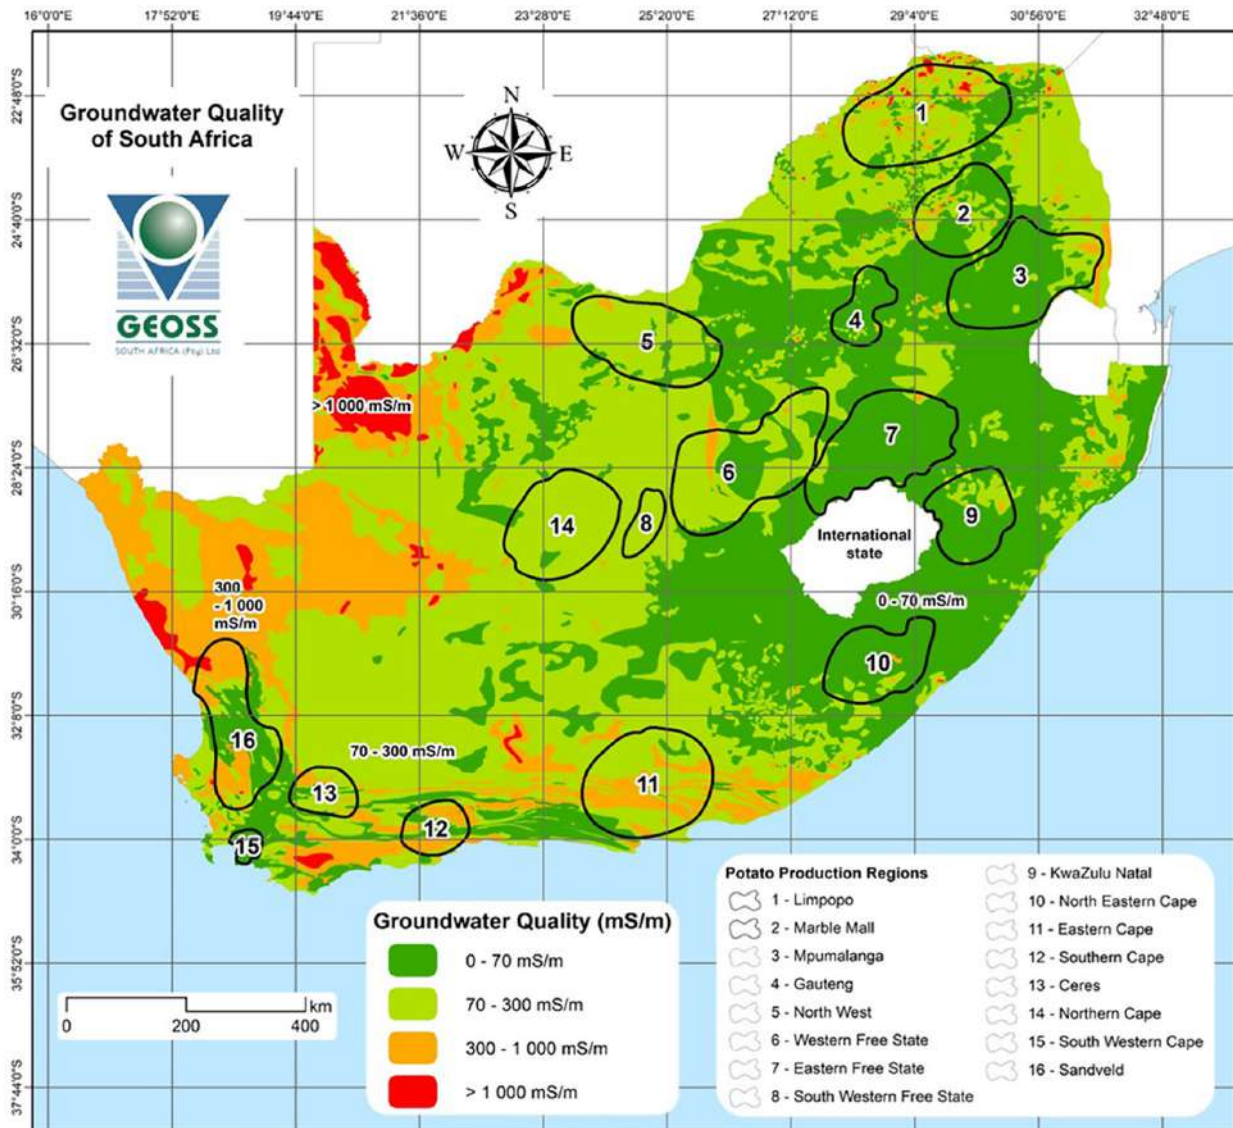 16°0'0"E 17°52'0"E 19°44'0"E 21°36'0"E 23°28'0"E 25°20'0"E 27°12'0"E 29°4'0"E 30°56'0"E 32°48'0"E
22°48'0"S
24°40'0"S
26°32'0"S
28°24'0"S
30°16'0"S
32°8'0"S
34°0'0"S
35°52'0"S
37°44'0"S
Groundwater Quality
of South Africa
N
W E
S
GEOSS
SOUTH AFRICA (Pty) Ltd
1
2
3
4
5
> 1 000 mS/m
7
6
14
8
9
International
state
300
- 1 000
mS/m
0 - 70 mS/m
10
16
70 - 300 mS/m
11
13
12
15
Groundwater Quality (mS/m)
0 - 70 mS/m
70 - 300 mS/m
300 - 1 000 mS/m
> 1 000 mS/m
km
0 200 400
Potato Production Regions
1 - Limpopo
2 - Marble Mall
3 - Mpumalanga
4 - Gauteng
5 - North West
6 - Western Free State
7 - Eastern Free State
8 - South Western Free State
9 - KwaZulu Natal
10 - North Eastern Cape
11 - Eastern Cape
12 - Southern Cape
13 - Ceres
14 - Northern Cape
15 - South Western Cape
16 - Sandveld